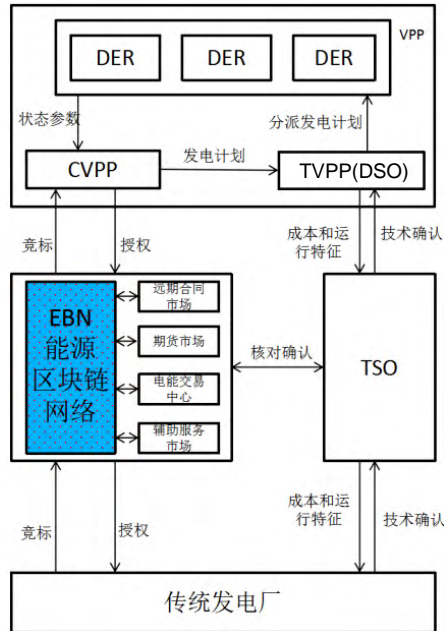 VPP
DER
DER
DER
状态参数
分派发电计划
CVPP
发电计划
TVPP(DSO)
竞标
授权
成本和运
行特征
技术确认
EBN
能源
区块链
网络
远期合同
市场
期货市场
电能交易
中心
辅助服务
市场
核对确认
TSO
竞标
授权
成本和运
行特征
技术确认
传统发电厂